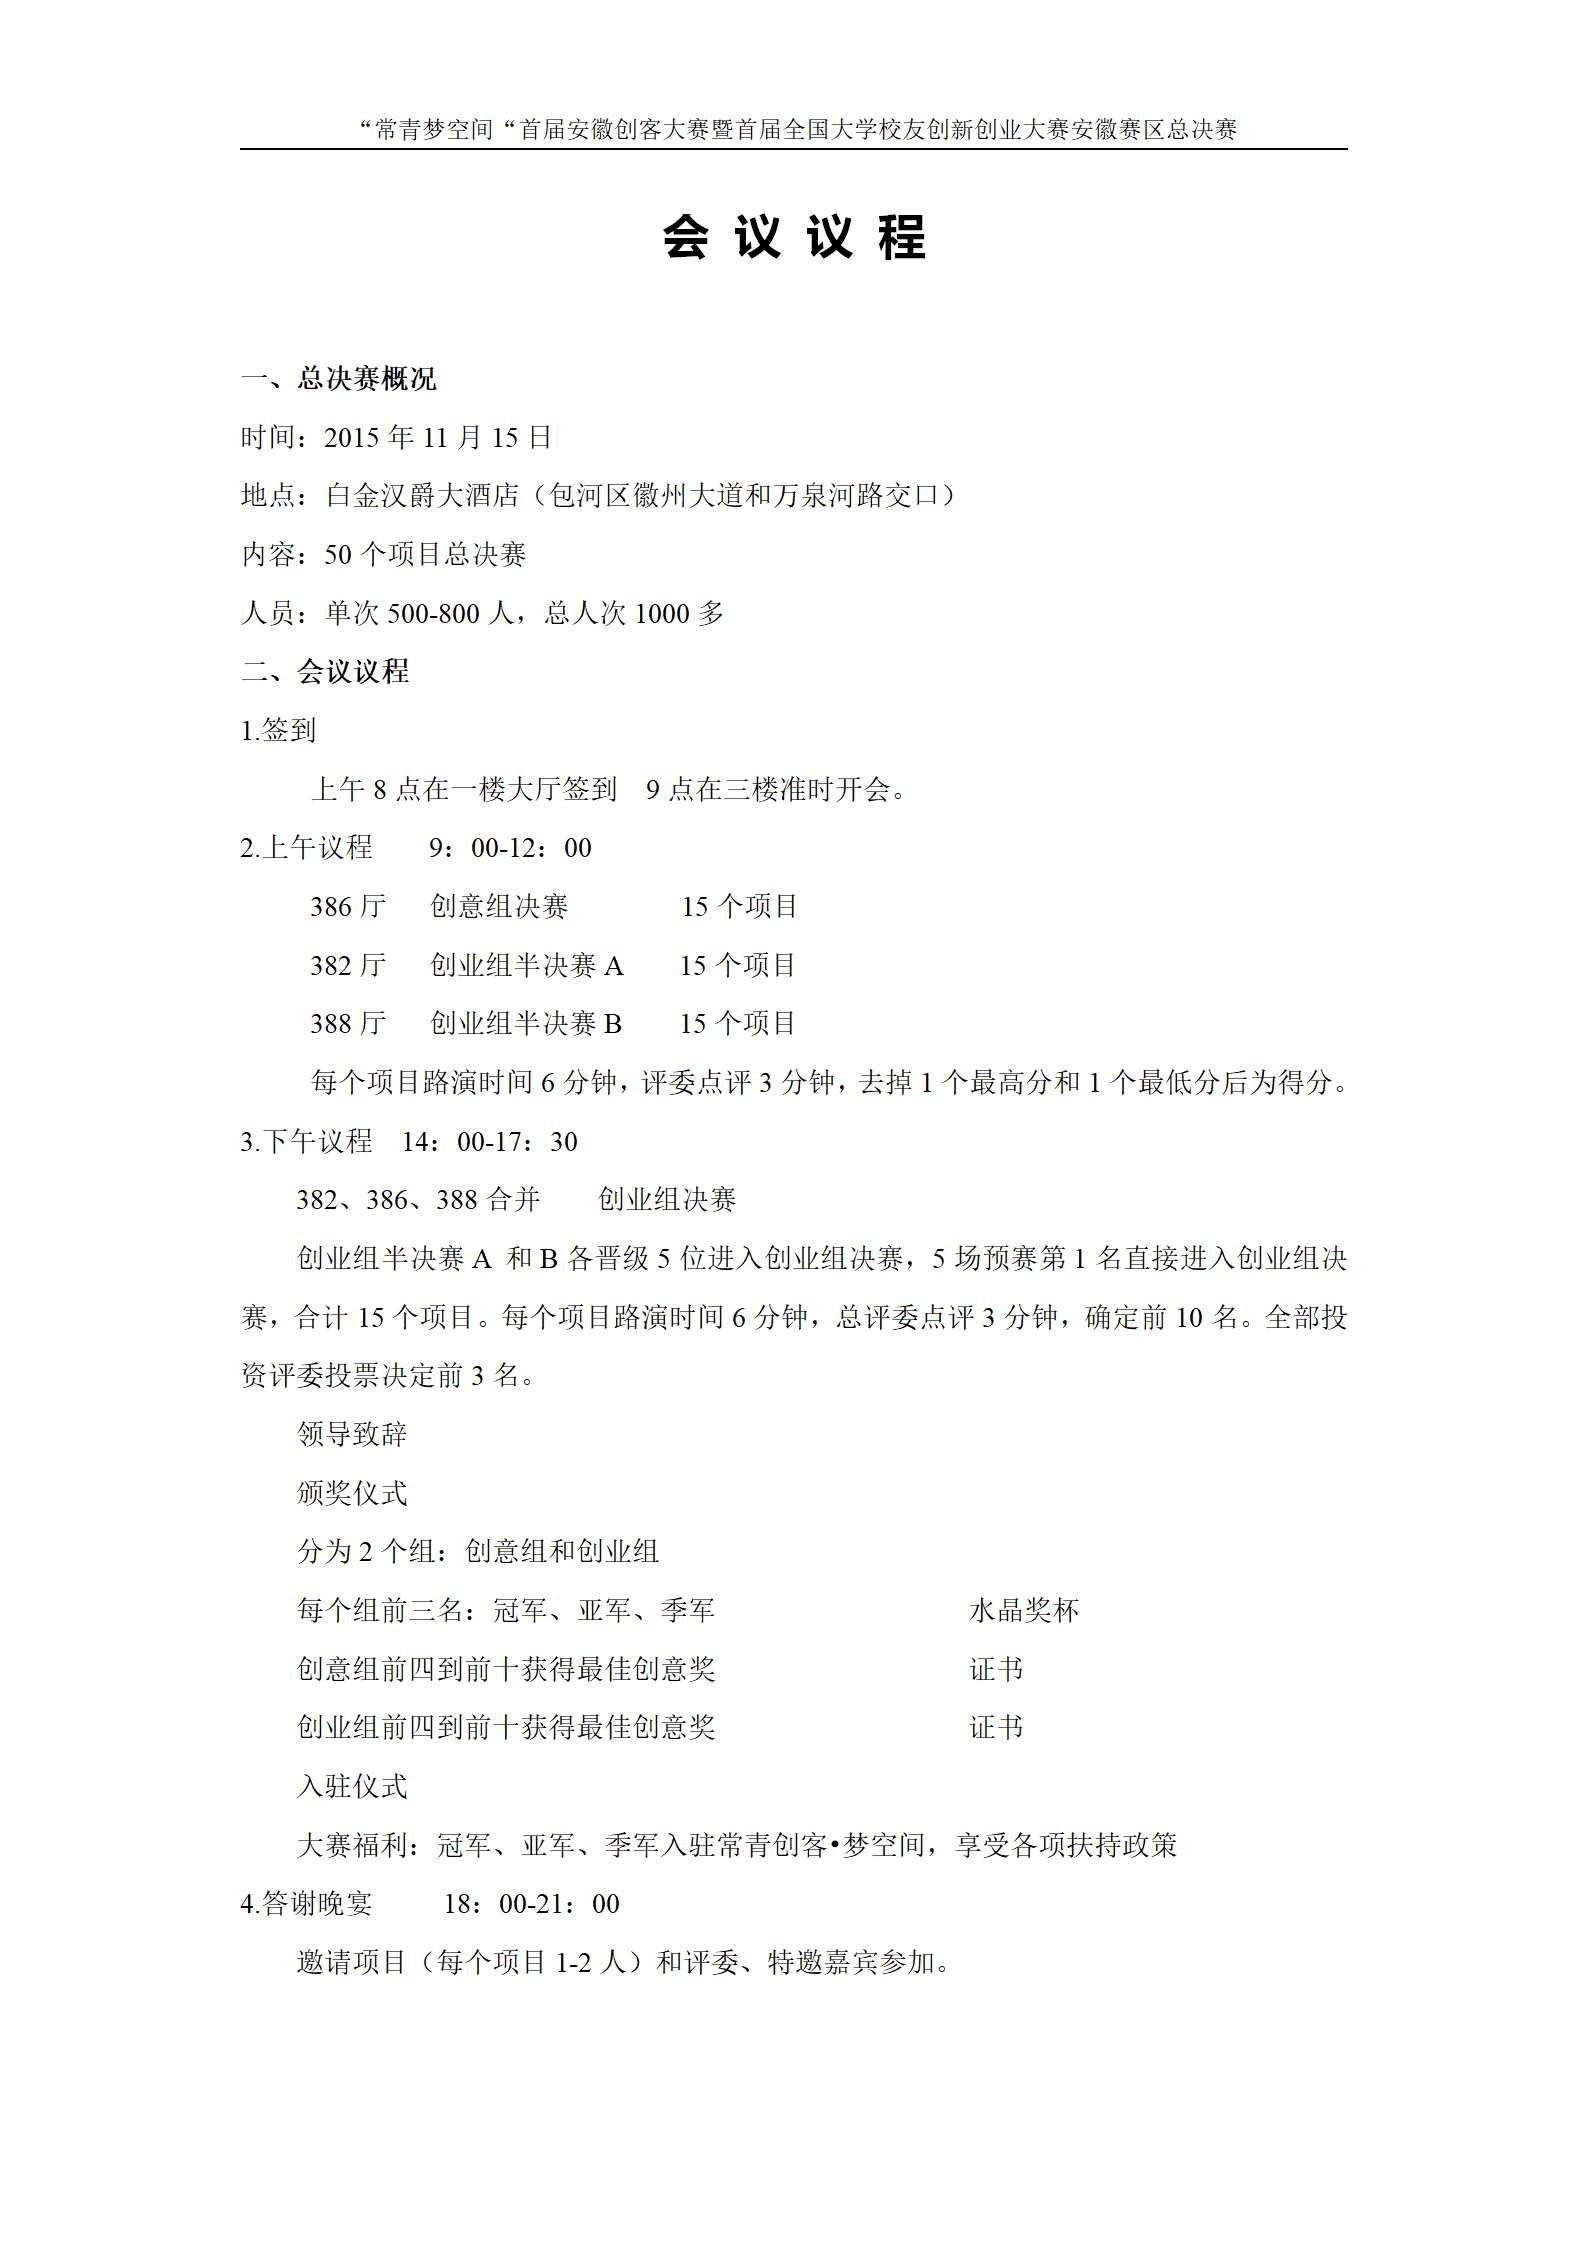 “常青梦空间“首届安徽创客大赛暨首届全国大学校友创新创业大赛安徽赛区总决赛
会 议 议 程
一、总决赛概况
时间：2015 年 11 月 15 日
地点：白金汉爵大酒店（包河区徽州大道和万泉河路交口）
内容：50 个项目总决赛
人员：单次 500-800 人，总人次 1000 多
二、会议议程
1.签到
上午 8 点在一楼大厅签到　9 点在三楼准时开会。
2.上午议程　　9：00-12：00
386 厅　创意组决赛　　　　15 个项目
382 厅　创业组半决赛 A　　15 个项目
388 厅　创业组半决赛 B　　15 个项目
每个项目路演时间 6 分钟，评委点评 3 分钟，去掉 1 个最高分和 1 个最低分后为得分。
3.下午议程　14：00-17：30
382、386、388 合并　　创业组决赛
创业组半决赛 A 和 B 各晋级 5 位进入创业组决赛，5 场预赛第 1 名直接进入创业组决
赛，合计 15 个项目。每个项目路演时间 6 分钟，总评委点评 3 分钟，确定前 10 名。全部投
资评委投票决定前 3 名。
领导致辞
颁奖仪式
分为 2 个组：创意组和创业组
每个组前三名：冠军、亚军、季军　　　　　　　　　水晶奖杯
创意组前四到前十获得最佳创意奖　　　　　　　　　证书
创业组前四到前十获得最佳创意奖　　　　　　　　　证书
入驻仪式
大赛福利：冠军、亚军、季军入驻常青创客•梦空间，享受各项扶持政策
4.答谢晚宴　　18：00-21：00
邀请项目（每个项目 1-2 人）和评委、特邀嘉宾参加。